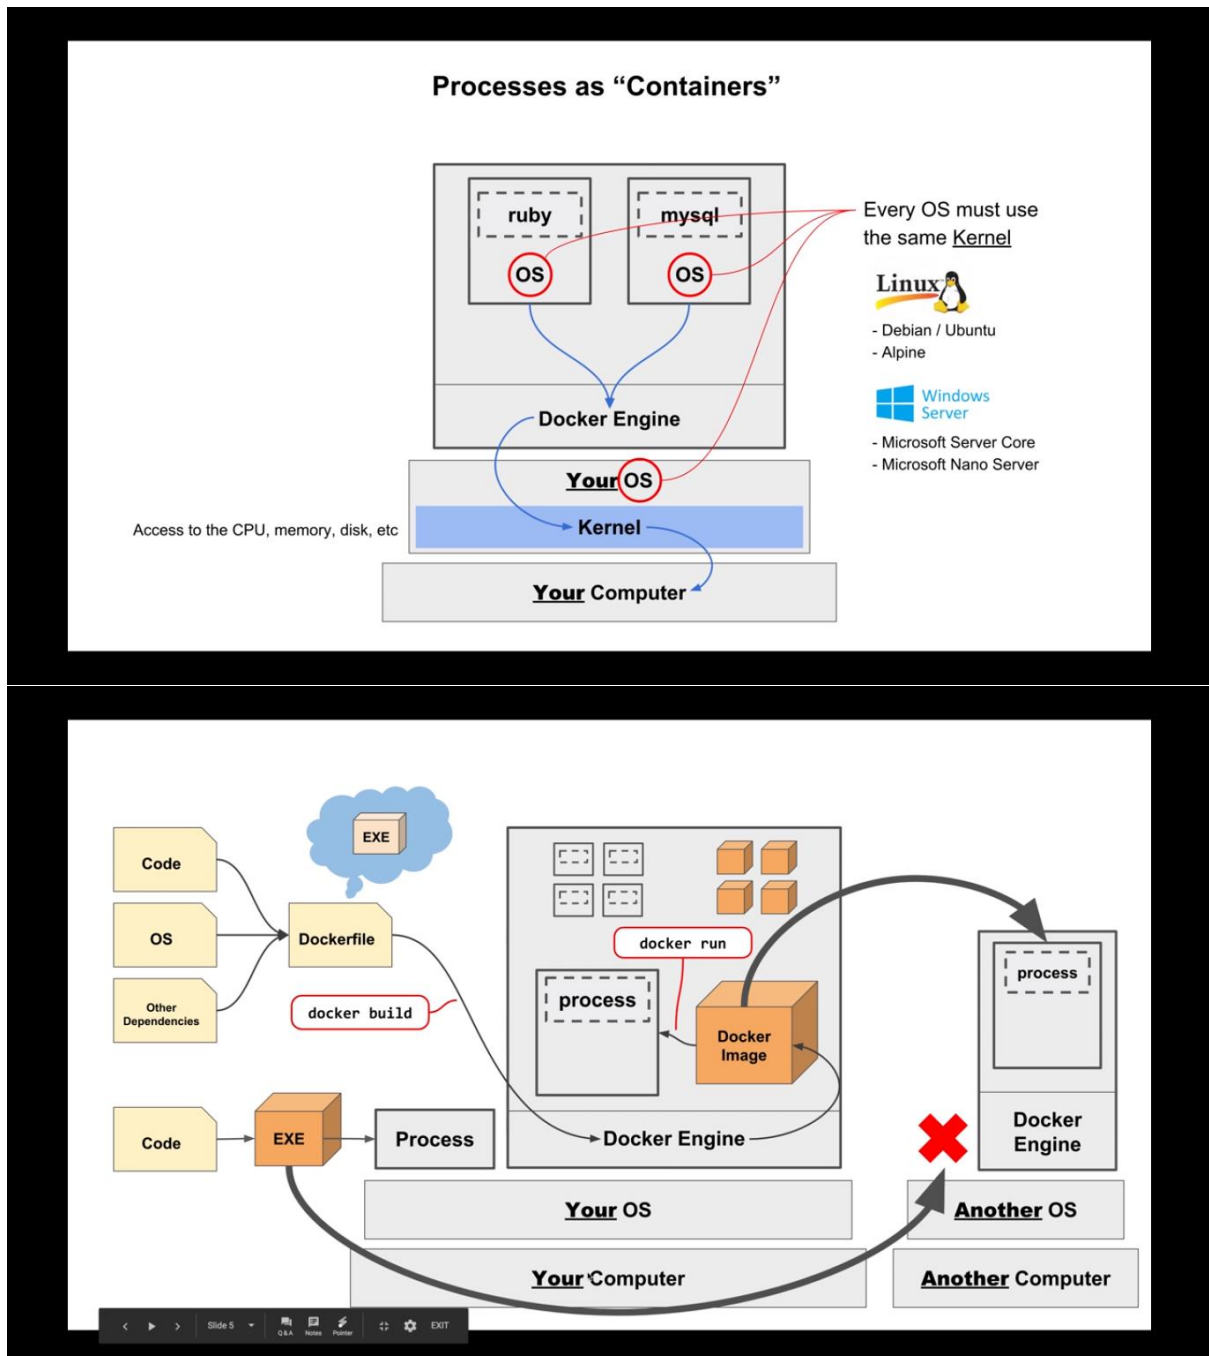 Processes as “Containers”
ruby
mysql
OS
OS
Every OS must use
the same Kernel
Linux
- Debian / Ubuntu
- Alpine
Windows
Server
- Microsoft Server Core
- Microsoft Nano Server
Docker Engine
Your OS
Access to the CPU, memory, disk, etc
Kernel
Your Computer
EXE
Code
OS
Other
Dependencies
Dockerfile
docker build
docker run
process
Docker
Image
process
Code
EXE
Process
Docker Engine
Docker
Engine
Your OS
Another OS
Your Computer
Another Computer
Slide 5
Q&A
Notes
Pointer
EXIT